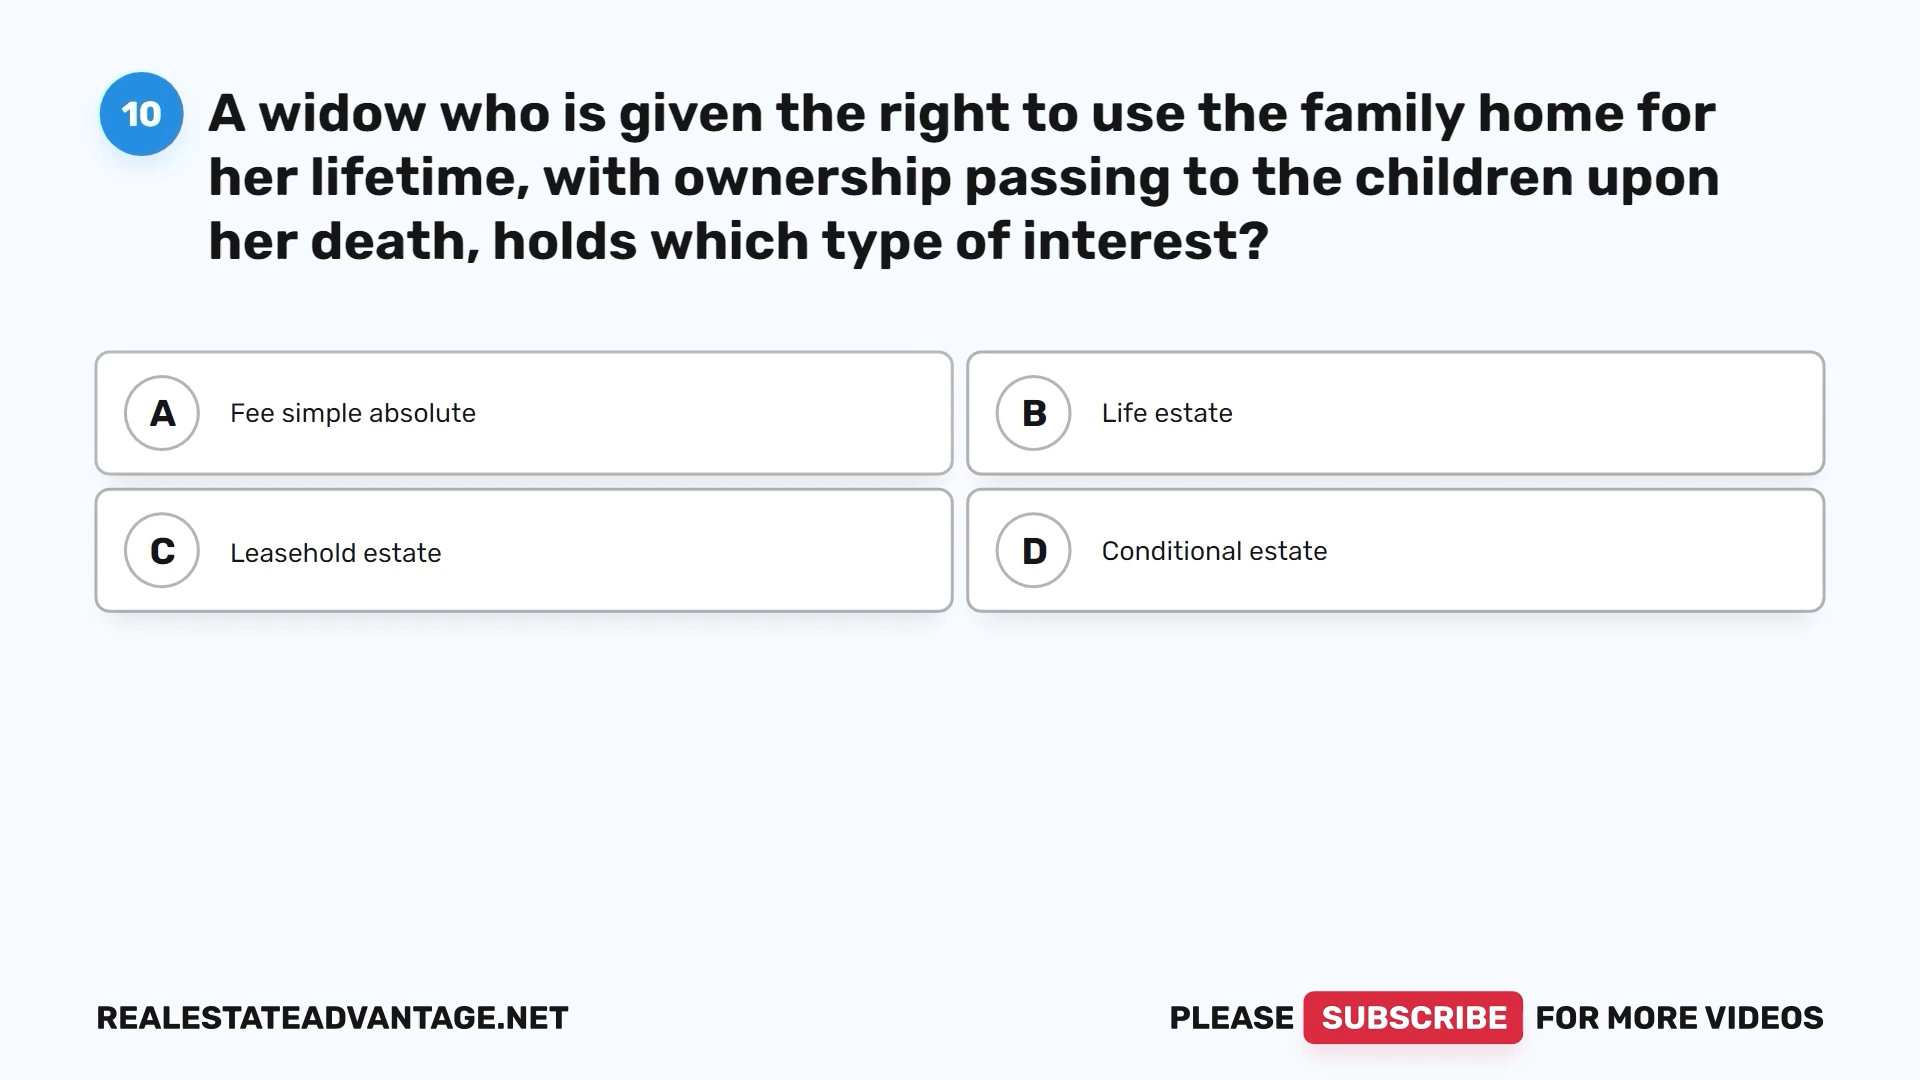 10
A widow who is given the right to use the family home for
her lifetime, with ownership passing to the children upon
her death, holds which type of interest?
A Fee simple absolute
B Life estate
C Leasehold estate
D Conditional estate
REALESTATEADVANTAGE.NET
PLEASE SUBSCRIBE FOR MORE VIDEOS